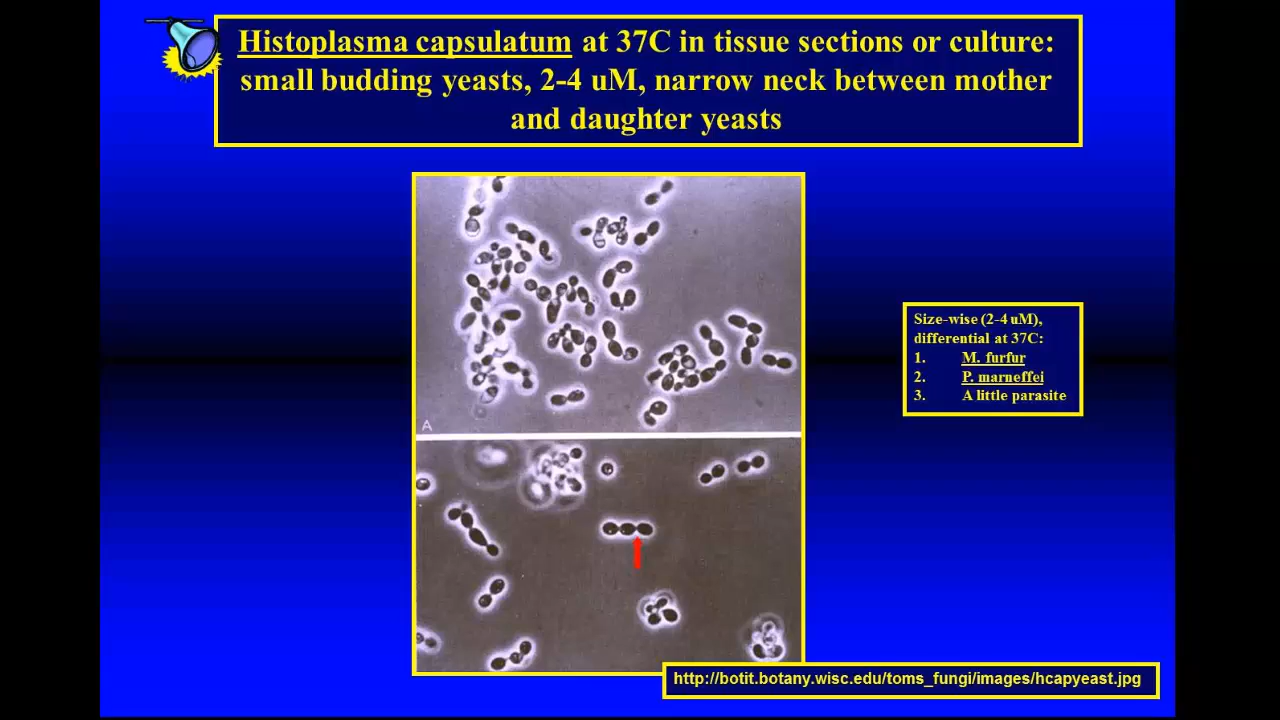 Histoplasma capsulatum at 37C in tissue sections or culture:
small budding yeasts, 2-4 uM, narrow neck between mother
and daughter yeasts
Size-wise (2-4 uM),
differential at 37C:
1. M. furfur
2. P. marneffei
3. A little parasite
A
http://botit.botany.wisc.edu/toms_fungi/images/hcapyeast.jpg